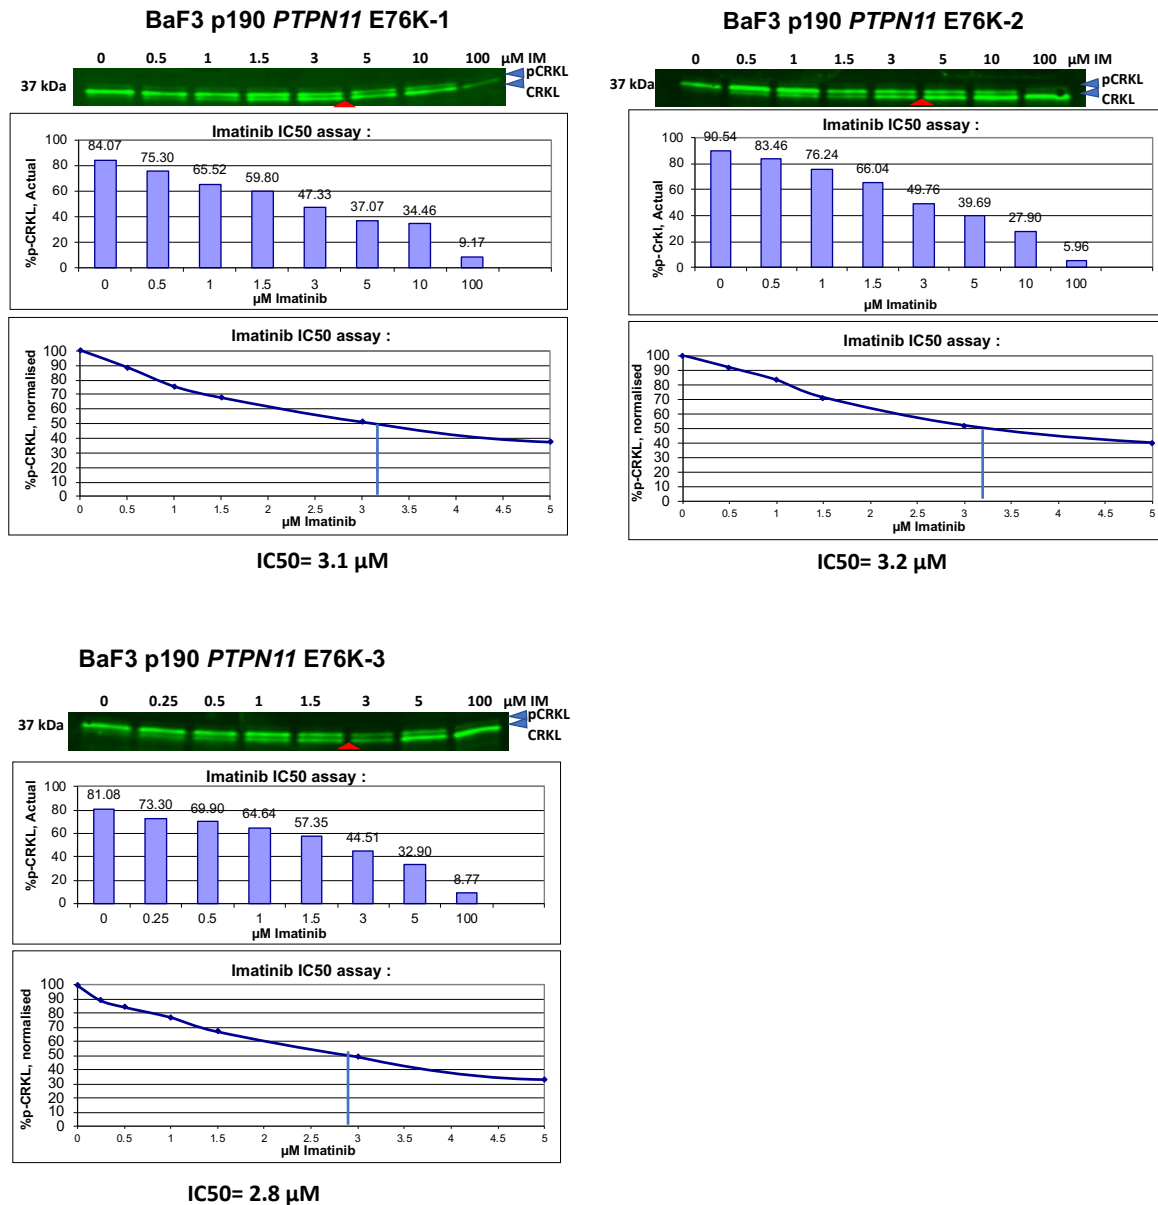 BaF3 p190 PTPN11 E76K-1
0 0.5 1 1.5 3 5 10 100 µM IM
37 kDa
pCRKL
CRKL
Imatinib IC50 assay :
%p-CRKL, Actual
100
80
60
40
20
0
84.07
75.30
65.52
59.80
47.33
37.07
34.46
9.17
0 0.5 1 1.5 3 5 10 100
µM Imatinib
Imatinib IC50 assay :
%p-CRKL, normalised
100
90
80
70
60
50
40
30
20
10
0
0 0.5 1 1.5 2 2.5 3 3.5 4 4.5 5
µM Imatinib
IC50= 3.1 µM
BaF3 p190 PTPN11 E76K-2
0 0.5 1 1.5 3 5 10 100 µM IM
37 kDa
pCRKL
CRKL
Imatinib IC50 assay :
%p-Crkl, Actual
100
80
60
40
20
0
90.54
83.46
76.24
66.04
49.76
39.69
27.90
5.96
0 0.5 1 1.5 3 5 10 100
µM Imatinib
Imatinib IC50 assay :
%p-CRKL, normalised
100
90
80
70
60
50
40
30
20
10
0
0 0.5 1 1.5 2 2.5 3 3.5 4 4.5 5
µM Imatinib
IC50= 3.2 µM
BaF3 p190 PTPN11 E76K-3
0 0.25 0.5 1 1.5 3 5 100 µM IM
37 kDa
pCRKL
CRKL
Imatinib IC50 assay :
%p-CRKL, Actual
100
80
60
40
20
0
81.08
73.30
69.90
64.64
57.35
44.51
32.90
8.77
0 0.25 0.5 1 1.5 3 5 100
µM Imatinib
Imatinib IC50 assay :
%p-CRKL, normalised
100
90
80
70
60
50
40
30
20
10
0
0 0.5 1 1.5 2 2.5 3 3.5 4 4.5 5
µM Imatinib
IC50= 2.8 µM